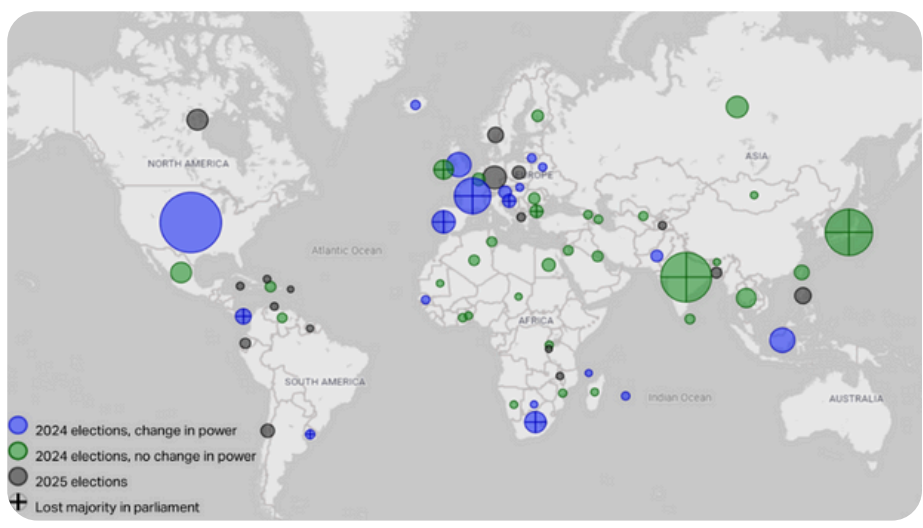 NORTH AMERICA
ASIA
ROPE
Atlantic Ocean
AFRICA
SOUTH AMERICA
Indian Ocean
AUSTRALIA
2024 elections, change in power
2024 elections, no change in power
2025 elections
Lost majority in parliament